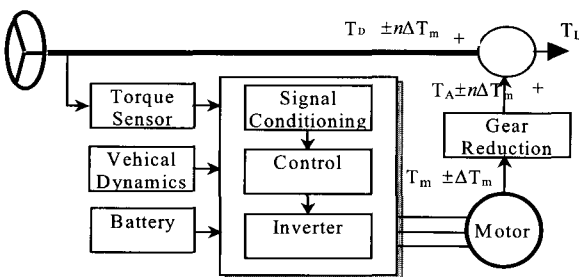 T_D ±nΔT_m +
T_L
T_A±nΔT_m +
Torque
Sensor
Signal
Conditioning
Gear
Reduction
Vehical
Dynamics
Control
T_m ±ΔT_m
Battery
Inverter
Motor